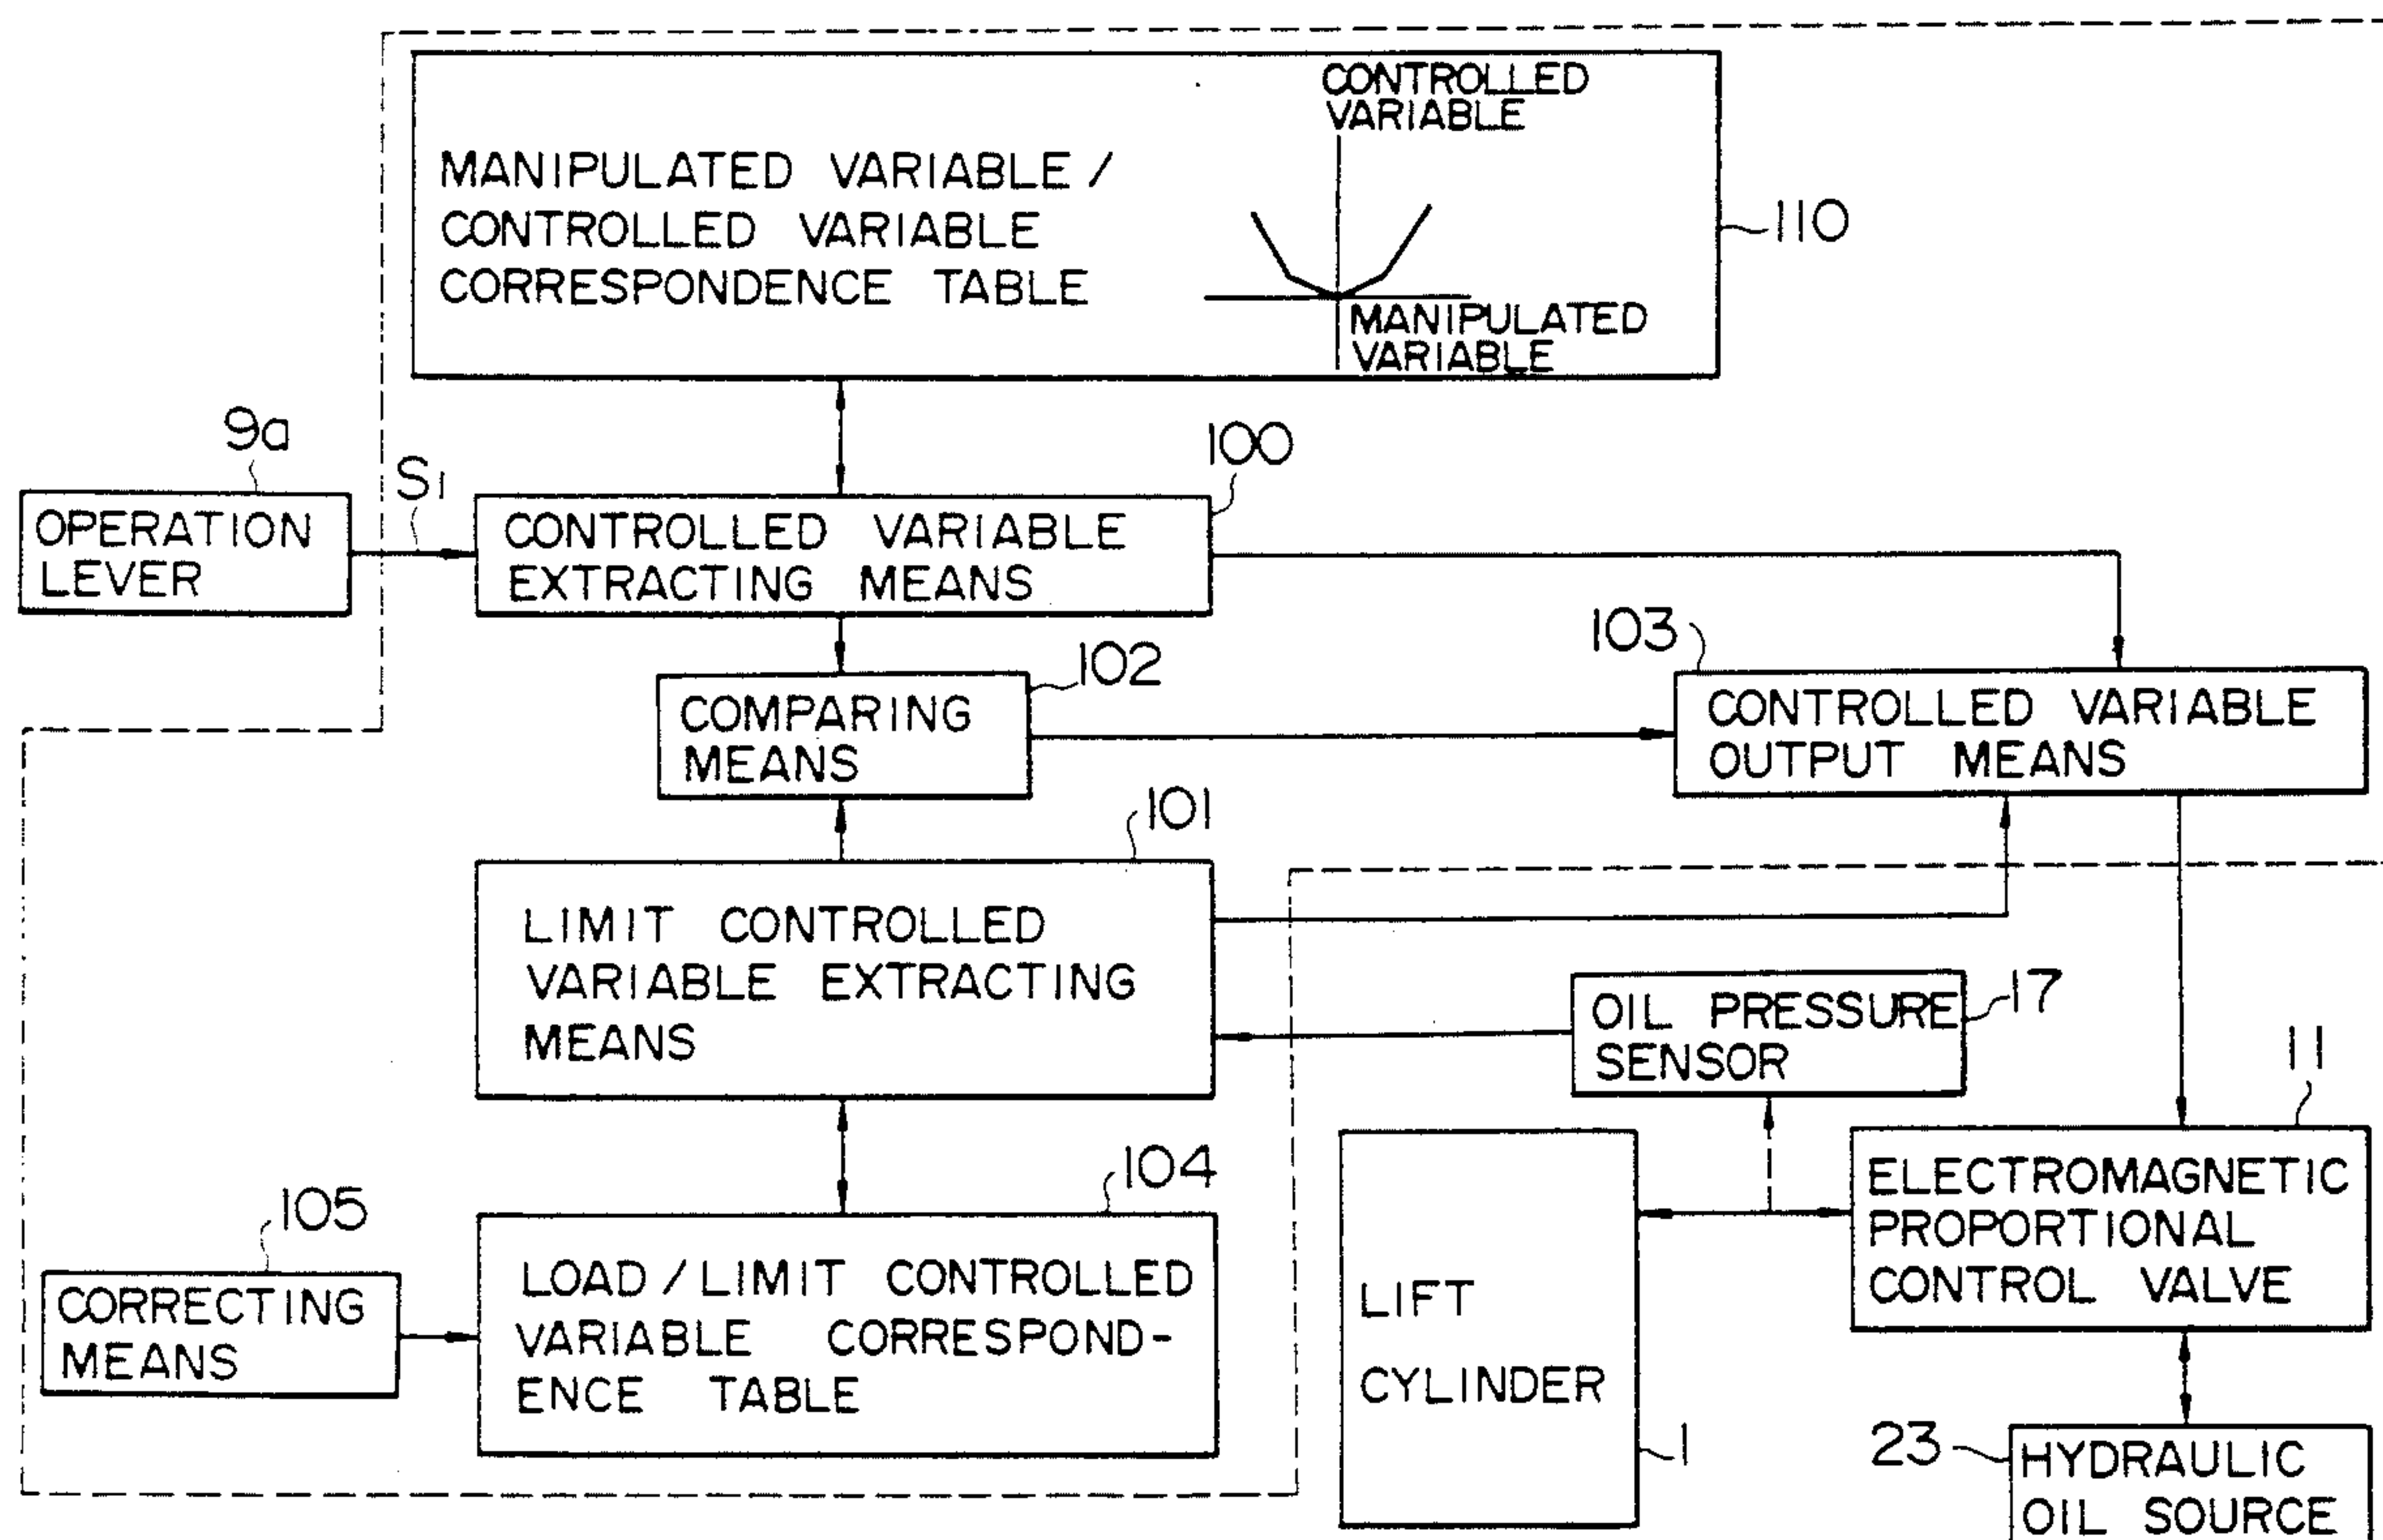 CONTROLLED
VARIABLE
MANIPULATED VARIABLE /
CONTROLLED VARIABLE
CORRESPONDENCE TABLE
110
MANIPULATED
VARIABLE
9a
S1
100
OPERATION
LEVER
CONTROLLED VARIABLE
EXTRACTING MEANS
102
103
COMPARING
MEANS
CONTROLLED VARIABLE
OUTPUT MEANS
101
LIMIT CONTROLLED
VARIABLE EXTRACTING
MEANS
OIL PRESSURE
SENSOR
17
11
104
105
ELECTROMAGNETIC
PROPORTIONAL
CONTROL VALVE
CORRECTING
MEANS
LOAD / LIMIT CONTROLLED
VARIABLE CORRESPOND-
ENCE TABLE
LIFT
CYLINDER
1
23
HYDRAULIC
OIL SOURCE